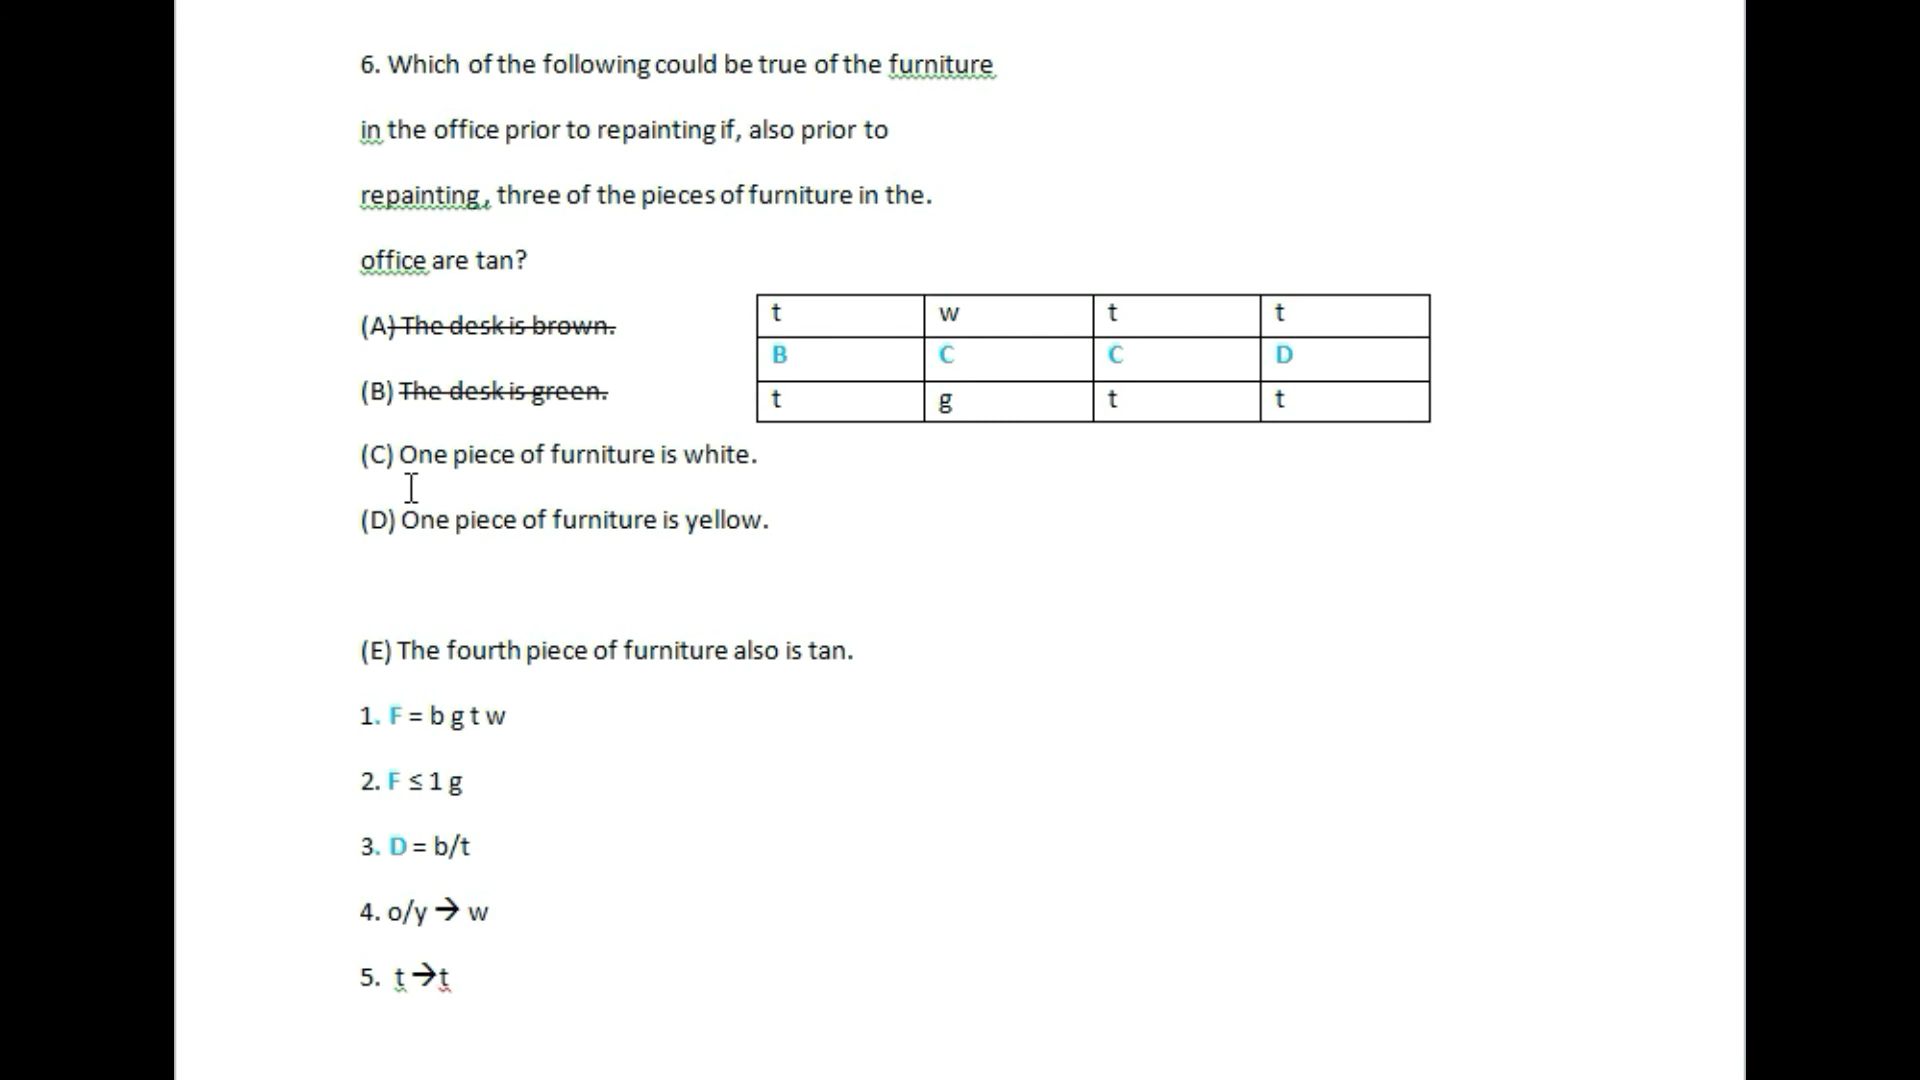 6. Which of the following could be true of the furniture
in the office prior to repainting if, also prior to
repainting, three of the pieces of furniture in the.
office are tan?
(A) The desk is brown.
t w t t
B C C D
(B) The desk is green.
t g t t
(C) One piece of furniture is white.
(D) One piece of furniture is yellow.
(E) The fourth piece of furniture also is tan.
1. F = b g t w
2. F ≤ 1 g
3. D = b/t
4. o/y → w
5. t → t